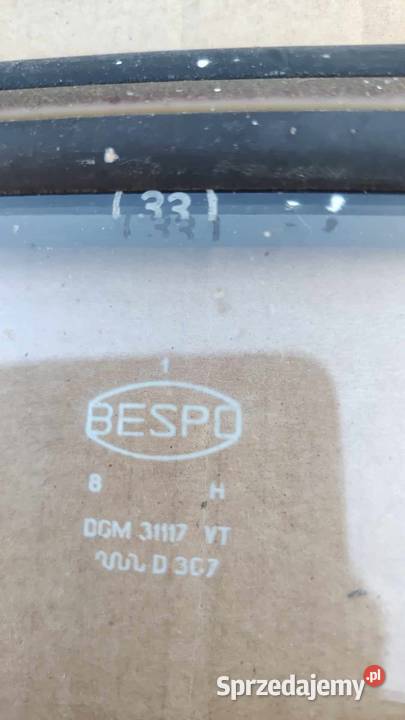 ( 33 )
1
BESPO
8 H
DGM 31117 VT
D 307
Sprzedajemy.pl